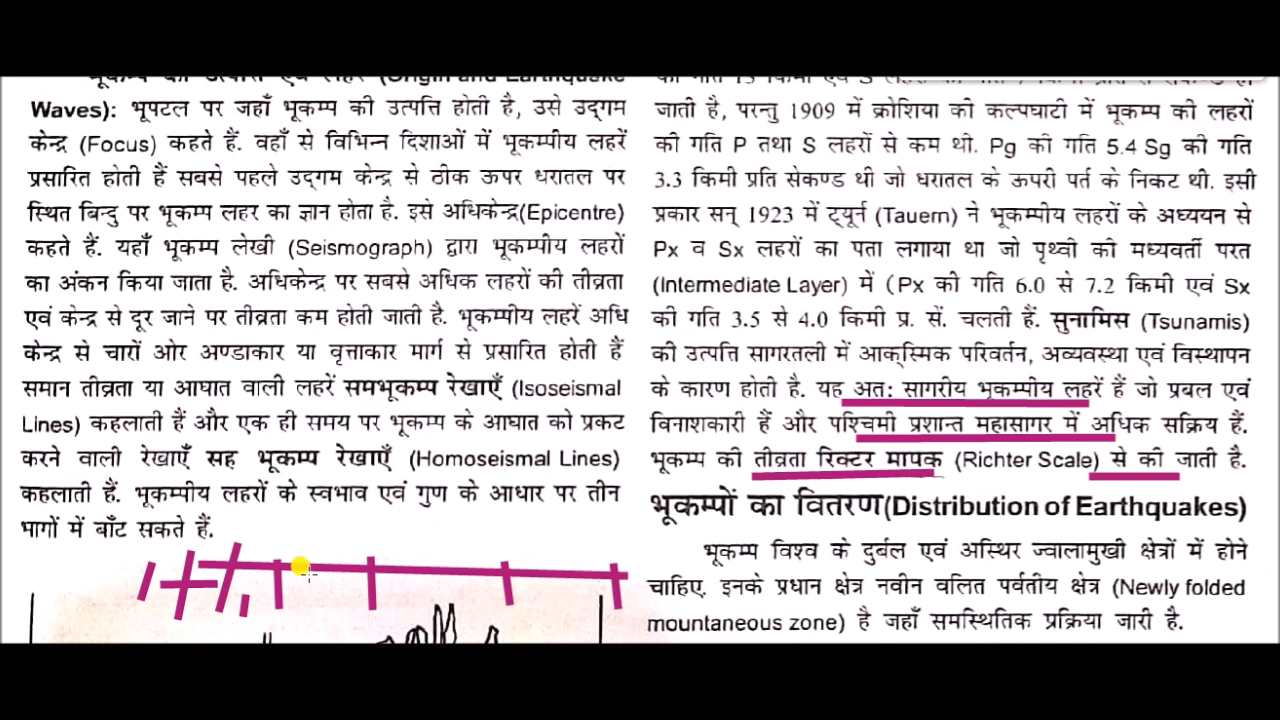 (Origin and Earthquake
Waves): भूपटल पर जहाँ भूकम्प की उत्पत्ति होती है, उसे उद्‌गम
केन्द्र (Focus) कहते हैं. वहाँ से विभिन्न दिशाओं में भूकम्पीय लहरें
प्रसारित होती हैं सबसे पहले उद्‌गम केन्द्र से ठीक ऊपर धरातल पर
स्थित बिन्दु पर भूकम्प लहर का ज्ञान होता है. इसे अधिकेन्द्र(Epicentre)
कहते हैं. यहाँ भूकम्प लेखी (Seismograph) द्वारा भूकम्पीय लहरों
का अंकन किया जाता है. अधिकेन्द्र पर सबसे अधिक लहरों की तीव्रता
एवं केन्द्र से दूर जाने पर तीव्रता कम होती जाती है. भूकम्पीय लहरें अधि
केन्द्र से चारों ओर अण्डाकार या वृत्ताकार मार्ग से प्रसारित होती हैं
समान तीव्रता या आघात वाली लहरें समभूकम्प रेखाएँ (Isoseismal
Lines) कहलाती हैं और एक ही समय पर भूकम्प के आघात को प्रकट
करने वाली रेखाएँ सह भूकम्प रेखाएँ (Homoseismal Lines)
कहलाती हैं. भूकम्पीय लहरों के स्वभाव एवं गुण के आधार पर तीन
भागों में बाँट सकते हैं.
जाती है, परन्तु 1909 में क्रोशिया की कल्पघाटी में भूकम्प की लहरों
की गति P तथा S लहरों से कम थी. Pg की गति 5.4 Sg की गति
3.3 किमी प्रति सेकण्ड थी जो धरातल के ऊपरी पर्त के निकट थी. इसी
प्रकार सन् 1923 में ट्यूर्न (Tauern) ने भूकम्पीय लहरों के अध्ययन से
Px व Sx लहरों का पता लगाया था जो पृथ्वी की मध्यवर्ती परत
(Intermediate Layer) में (Px की गति 6.0 से 7.2 किमी एवं Sx
की गति 3.5 से 4.0 किमी प्र. सें. चलती हैं. सुनामिस (Tsunamis)
की उत्पत्ति सागरतली में आकस्मिक परिवर्तन, अव्यवस्था एवं विस्थापन
के कारण होती है. यह अतः सागरीय भूकम्पीय लहरें हैं जो प्रबल एवं
विनाशकारी हैं और पश्चिमी प्रशान्त महासागर में अधिक सक्रिय हैं.
भूकम्प की तीव्रता रिक्टर मापक (Richter Scale) से की जाती है.
भूकम्पों का वितरण(Distribution of Earthquakes)
भूकम्प विश्व के दुर्बल एवं अस्थिर ज्वालामुखी क्षेत्रों में होने
चाहिए. इनके प्रधान क्षेत्र नवीन वलित पर्वतीय क्षेत्र (Newly folded
mountaneous zone) है जहाँ समस्थितिक प्रक्रिया जारी है.